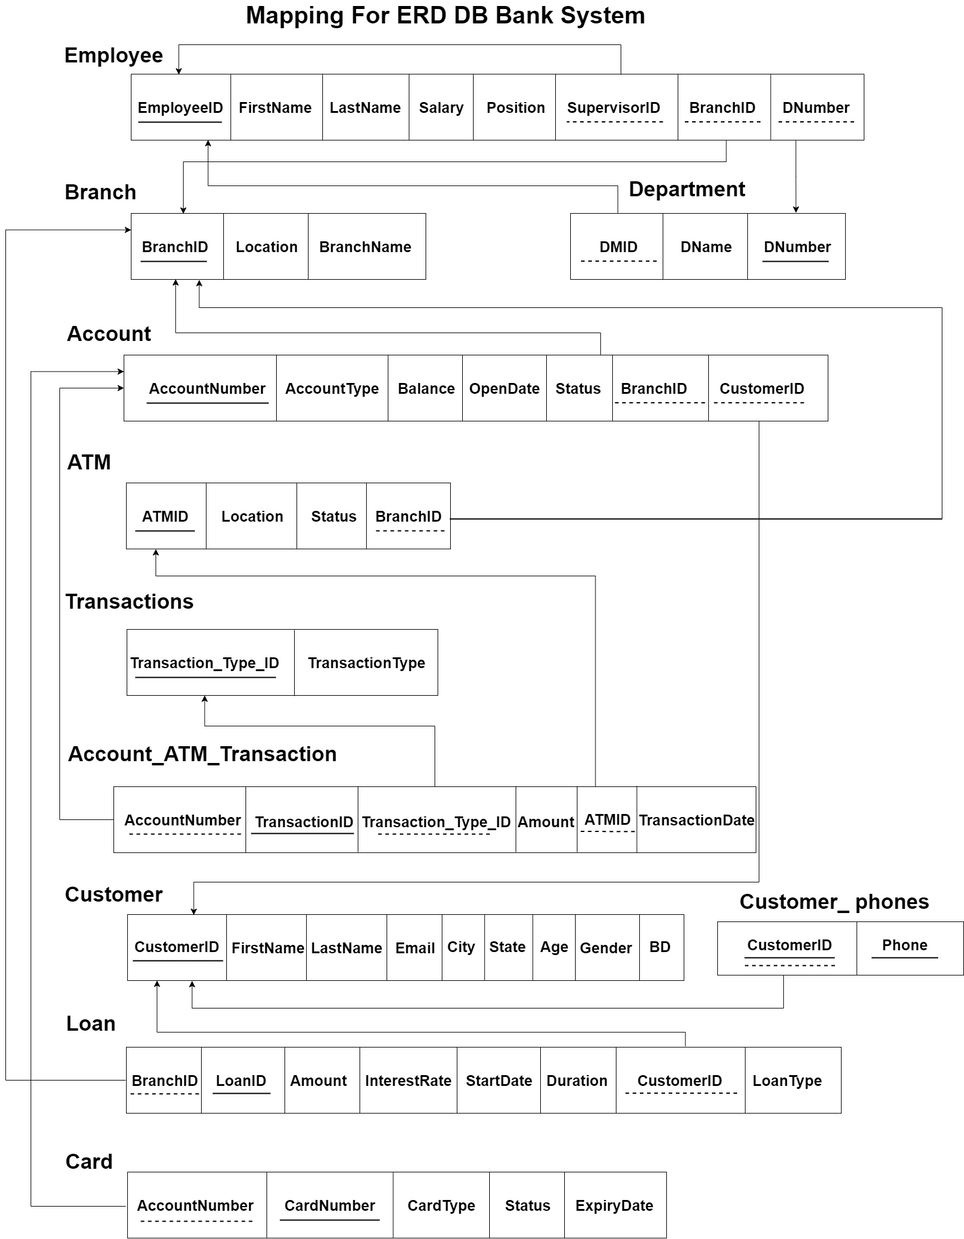 Mapping For ERD DB Bank System
Employee
EmployeeID FirstName LastName Salary Position SupervisorID BranchID DNumber
Branch
Department
BranchID Location BranchName
DMID DName DNumber
Account
AccountNumber AccountType Balance OpenDate Status BranchID CustomerID
ATM
ATMID Location Status BranchID
Transactions
Transaction_Type_ID TransactionType
Account_ATM_Transaction
AccountNumber TransactionID Transaction_Type_ID Amount ATMID TransactionDate
Customer
Customer_ phones
CustomerID FirstName LastName Email City State Age Gender BD
CustomerID Phone
Loan
BranchID LoanID Amount InterestRate StartDate Duration CustomerID LoanType
Card
AccountNumber CardNumber CardType Status ExpiryDate